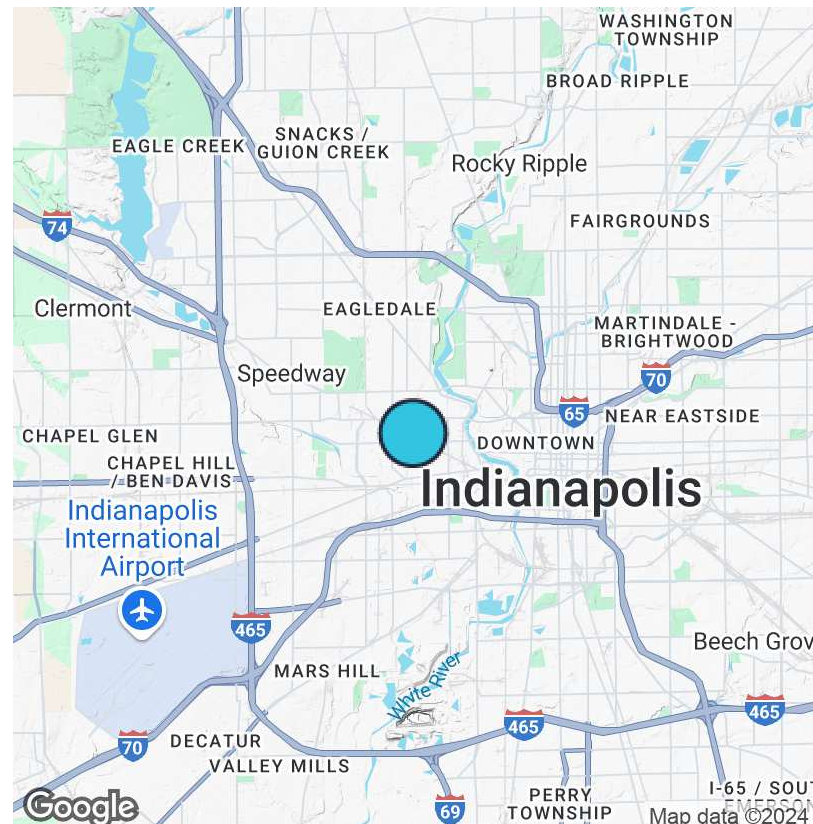 WASHINGTON
TOWNSHIP
BROAD RIPPLE
SNACKS /
GUION CREEK
EAGLE CREEK
Rocky Ripple
FAIRGROUNDS
74
Clermont
EAGLEDALE
MARTINDALE -
BRIGHTWOOD
Speedway
70
65
NEAR EASTSIDE
CHAPEL GLEN
DOWNTOWN
CHAPEL HILL
/ BEN DAVIS
Indianapolis
Indianapolis
International
Airport
465
Beech Grov
MARS HILL
White River
465
465
70
DECATUR
VALLEY MILLS
69
PERRY
TOWNSHIP
I-65 / SOU
EMERSON
Google
Map data ©2024